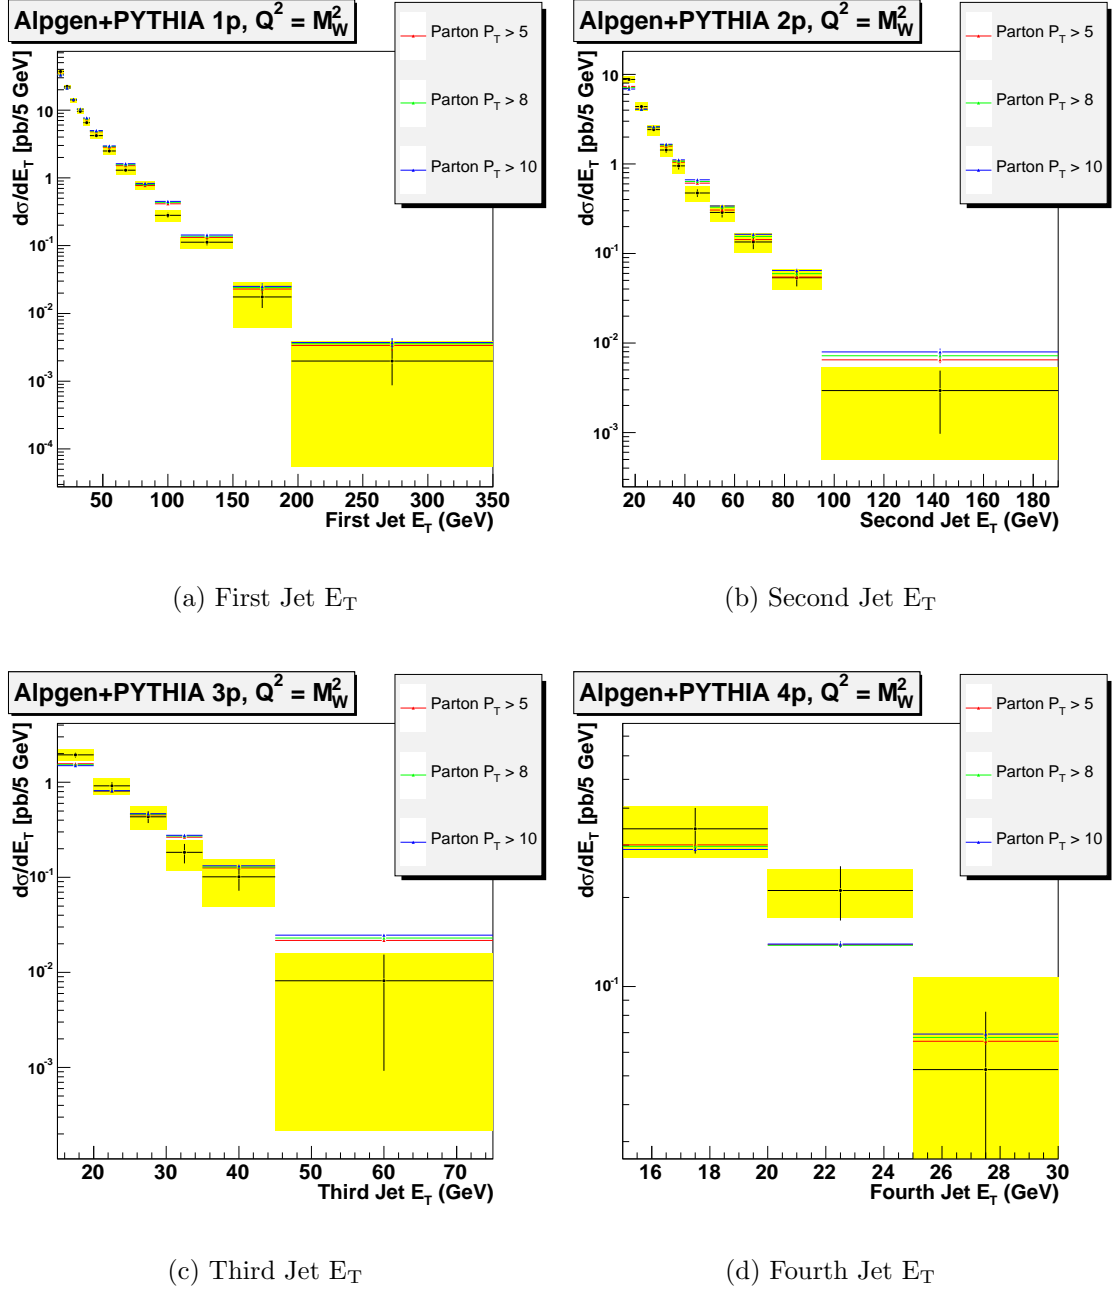 Alpgen+PYTHIA 1p, Q² = M_W²
Parton P_T > 5
Parton P_T > 8
Parton P_T > 10
dσ/dE_T [pb/5 GeV]
10
1
10⁻¹
10⁻²
10⁻³
10⁻⁴
50 100 150 200 250 300 350
First Jet E_T (GeV)
(a) First Jet E_T
Alpgen+PYTHIA 2p, Q² = M_W²
Parton P_T > 5
Parton P_T > 8
Parton P_T > 10
dσ/dE_T [pb/5 GeV]
10
1
10⁻¹
10⁻²
10⁻³
20 40 60 80 100 120 140 160 180
Second Jet E_T (GeV)
(b) Second Jet E_T
Alpgen+PYTHIA 3p, Q² = M_W²
Parton P_T > 5
Parton P_T > 8
Parton P_T > 10
dσ/dE_T [pb/5 GeV]
1
10⁻¹
10⁻²
10⁻³
20 30 40 50 60 70
Third Jet E_T (GeV)
(c) Third Jet E_T
Alpgen+PYTHIA 4p, Q² = M_W²
Parton P_T > 5
Parton P_T > 8
Parton P_T > 10
dσ/dE_T [pb/5 GeV]
10⁻¹
16 18 20 22 24 26 28 30
Fourth Jet E_T (GeV)
(d) Fourth Jet E_T